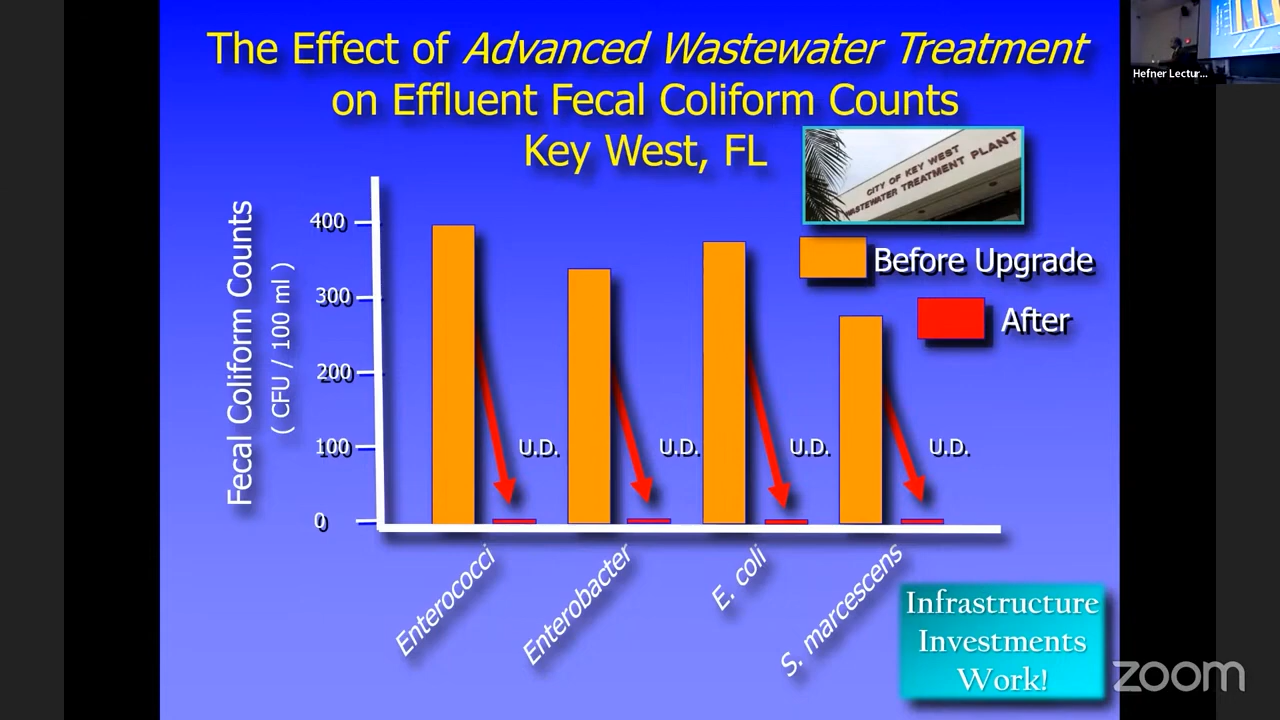 The Effect of Advanced Wastewater Treatment
on Effluent Fecal Coliform Counts
Key West, FL
Hefner Lectur...
CITY OF KEY WEST
WASTEWATER TREATMENT PLANT
Before Upgrade
After
Fecal Coliform Counts
( CFU / 100 ml )
400
300
200
100
0
U.D.
U.D.
U.D.
U.D.
Enterococci
Enterobacter
E. coli
S. marcescens
Infrastructure
Investments
Work!
zoom